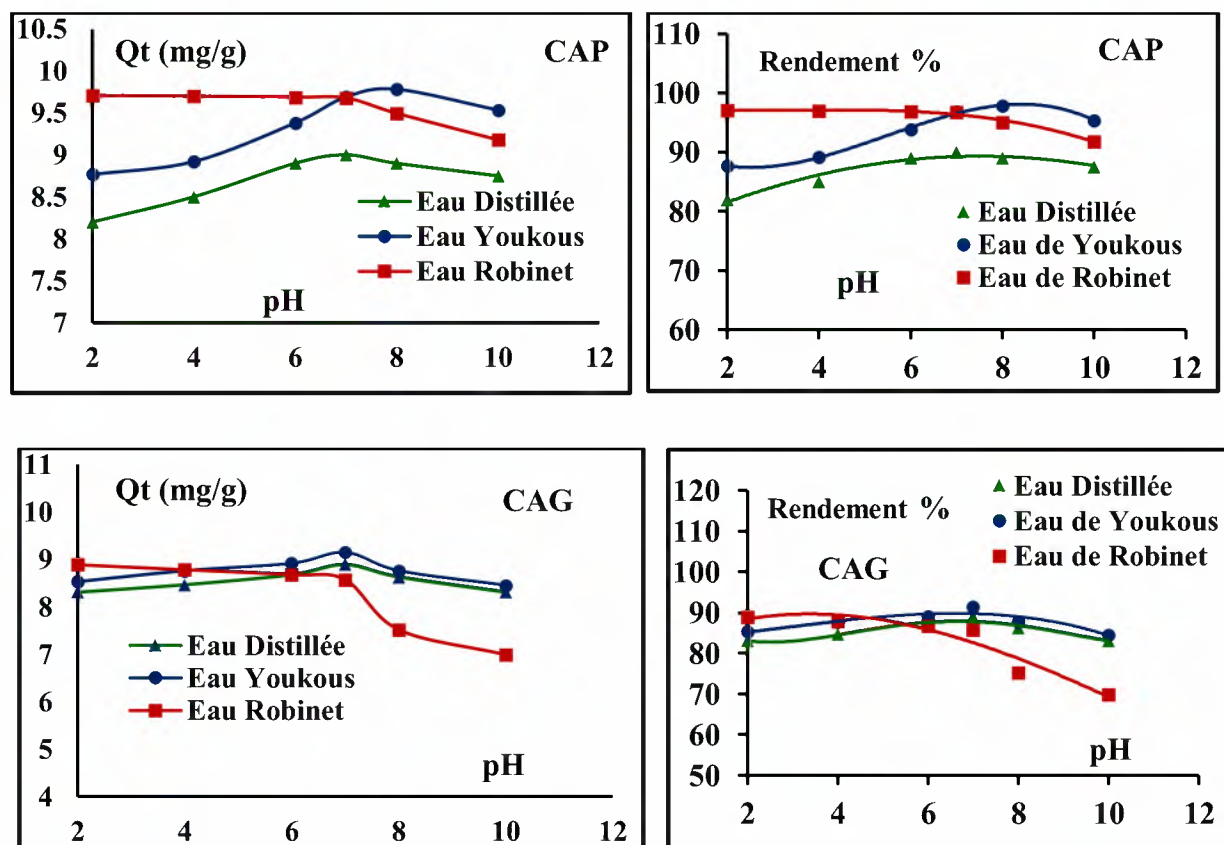 Qt (mg/g)
CAP
10.5
10
9.5
9
8.5
8
7.5
7
Eau Distillée
Eau Youkous
Eau Robinet
pH
2 4 6 8 10 12
Rendement %
CAP
110
100
90
80
70
60
Eau Distillée
Eau de Youkous
Eau de Robinet
pH
2 4 6 8 10 12
Qt (mg/g)
CAG
11
10
9
8
7
6
5
4
Eau Distillée
Eau Youkous
Eau Robinet
pH
2 4 6 8 10 12
Rendement %
CAG
120
110
100
90
80
70
60
50
Eau Distillée
Eau de Youkous
Eau de Robinet
pH
2 4 6 8 10 12